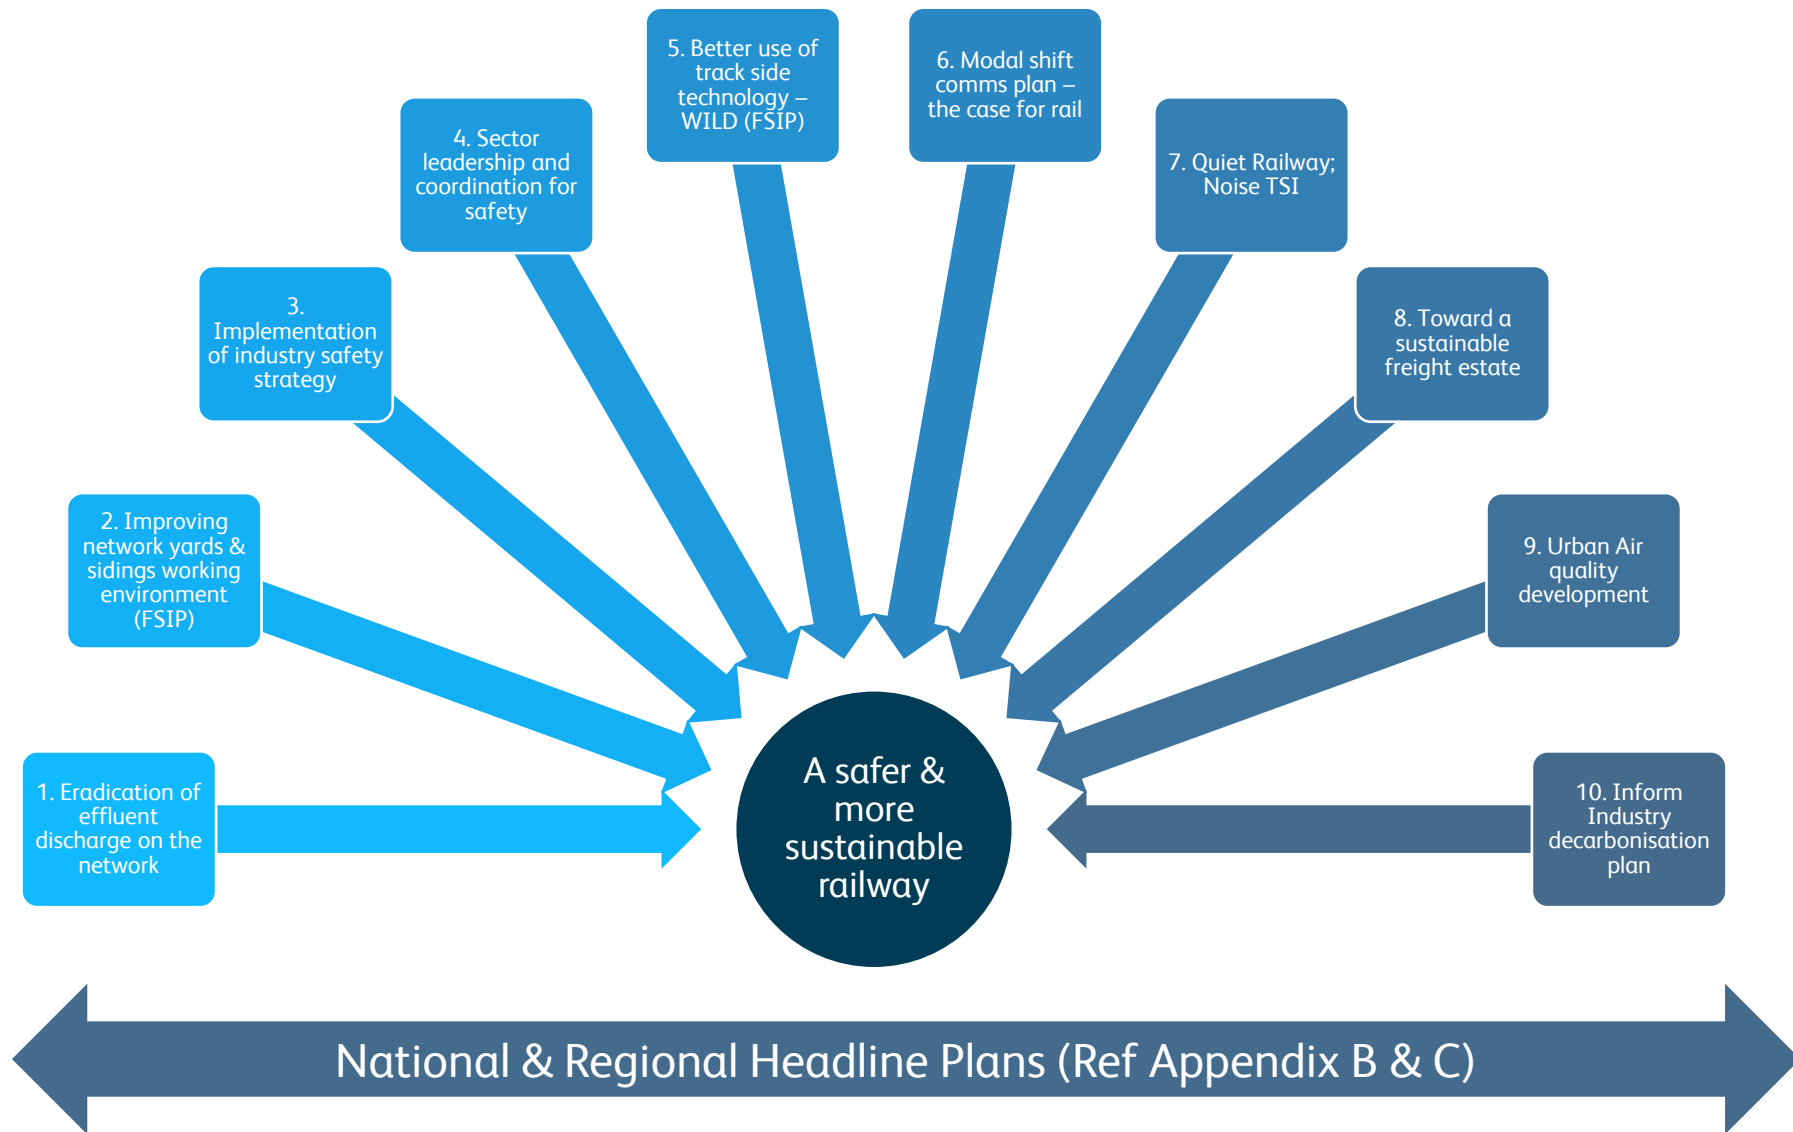 1. Eradication of
effluent
discharge on the
network
2. Improving
network yards &
sidings working
environment
(FSIP)
3.
Implementation
of industry safety
strategy
4. Sector
leadership and
coordination for
safety
5. Better use of
track side
technology –
WILD (FSIP)
6. Modal shift
comms plan –
the case for rail
7. Quiet Railway;
Noise TSI
8. Toward a
sustainable
freight estate
9. Urban Air
quality
development
10. Inform
Industry
decarbonisation
plan
A safer &
more
sustainable
railway
National & Regional Headline Plans (Ref Appendix B & C)